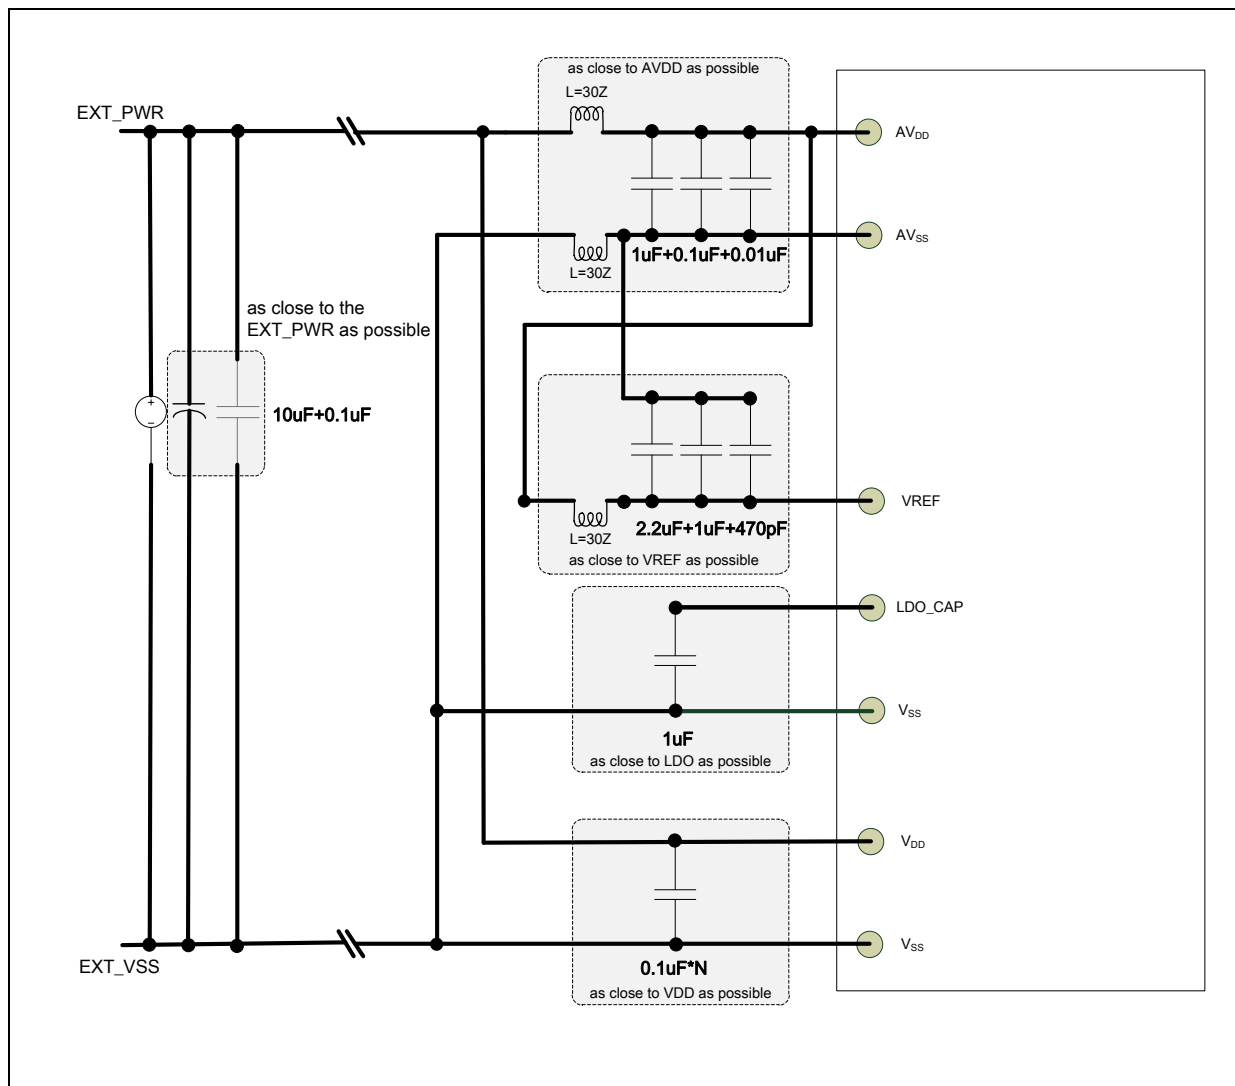 as close to AVDD as possible
L=30Z
EXT_PWR
AVDD
AVSS
1uF+0.1uF+0.01uF
L=30Z
as close to the
EXT_PWR as possible
+
−
10uF+0.1uF
VREF
2.2uF+1uF+470pF
L=30Z
as close to VREF as possible
LDO_CAP
VSS
1uF
as close to LDO as possible
VDD
VSS
EXT_VSS
0.1uF*N
as close to VDD as possible